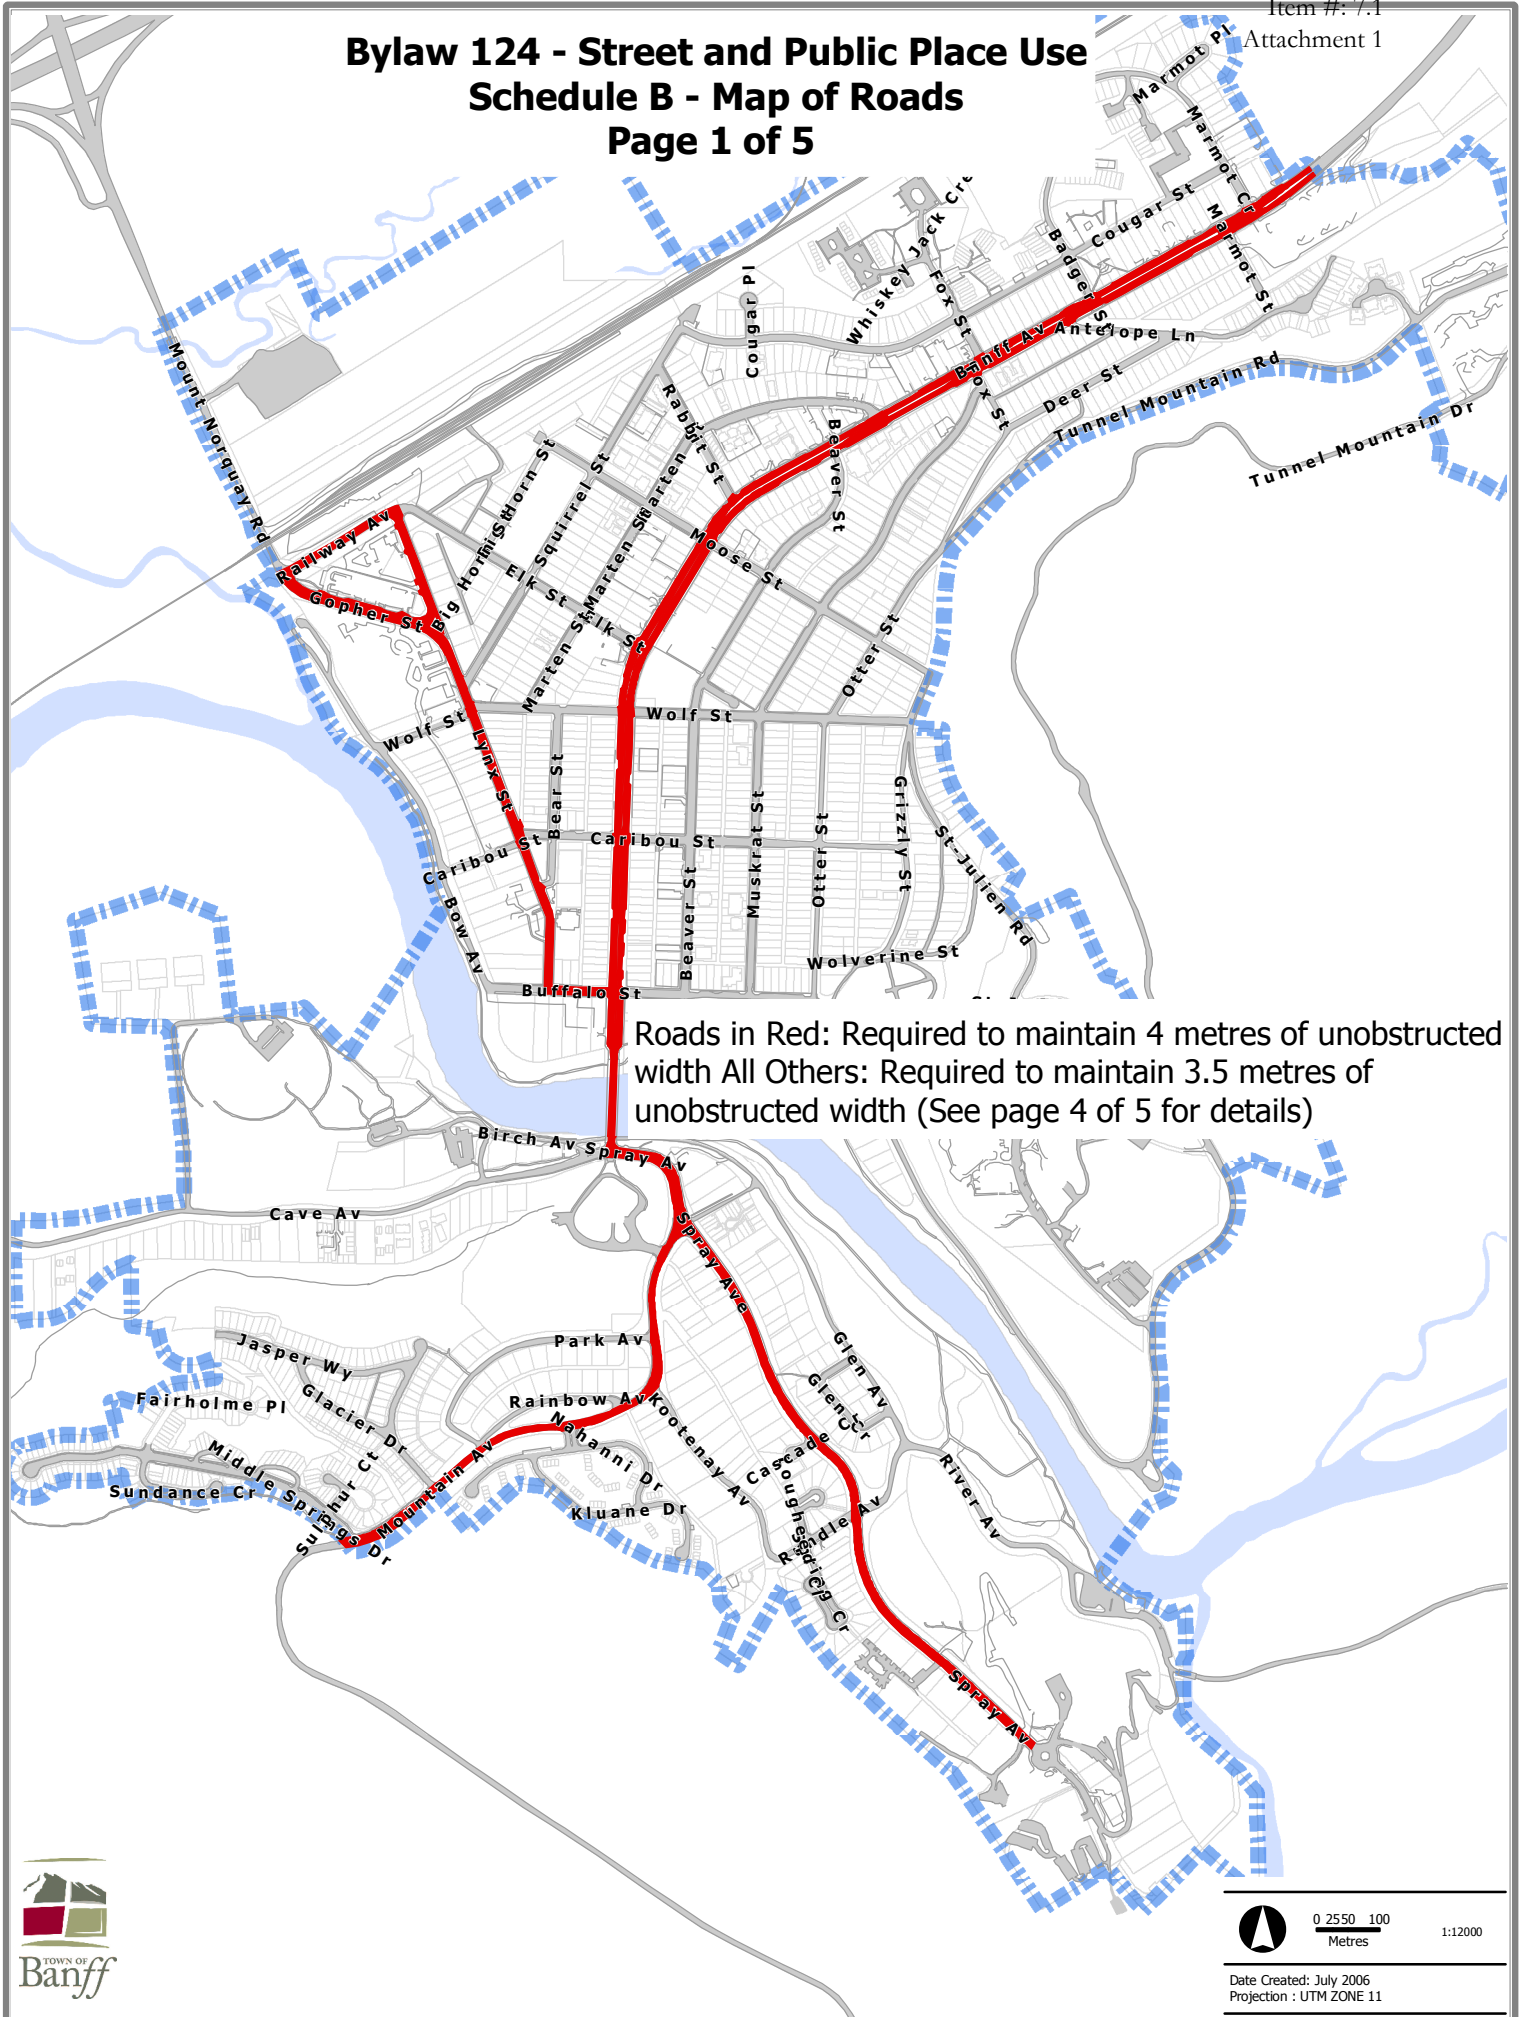 Item #: 7.1
Attachment 1
Bylaw 124 - Street and Public Place Use
Schedule B - Map of Roads
Page 1 of 5
Marmot Pl
Marmot Cr
Cougar St
Marmot St
Badger St
Whiskey Jack Cre
Fox St
Cougar Pl
Banff Av
Antelope Ln
Fox St
Deer St
Tunnel Mountain Rd
Tunnel Mountain Dr
Mount Norquay Rd
Rabbit St
Beaver St
Marten St
Squirrel St
Big Horn St
Moose St
Railway Av
Gopher St
Elk St
Elk St
Marten St
Marten St
Otter St
Wolf St
Wolf St
Lynx St
Bear St
Caribou St
Caribou St
Muskrat St
Otter St
Grizzly St
St-Julien Rd
Beaver St
Bow Av
Wolverine St
Buffalo St
Roads in Red: Required to maintain 4 metres of unobstructed
width All Others: Required to maintain 3.5 metres of
unobstructed width (See page 4 of 5 for details)
Birch Av
Spray Av
Cave Av
Spray Ave
Park Av
Jasper Wy
Glen Av
Fairholme Pl
Glacier Dr
Rainbow Av
Nahanni Dr
Kootenay Av
Glen Cr
Cascade Cr
Middle Springs Dr
Sundance Cr
Sulphur Ct
Mountain Av
Kluane Dr
Rundle Av
River Av
Spray Av
TOWN OF
Banff
0 2550 100
Metres
1:12000
Date Created: July 2006
Projection : UTM ZONE 11